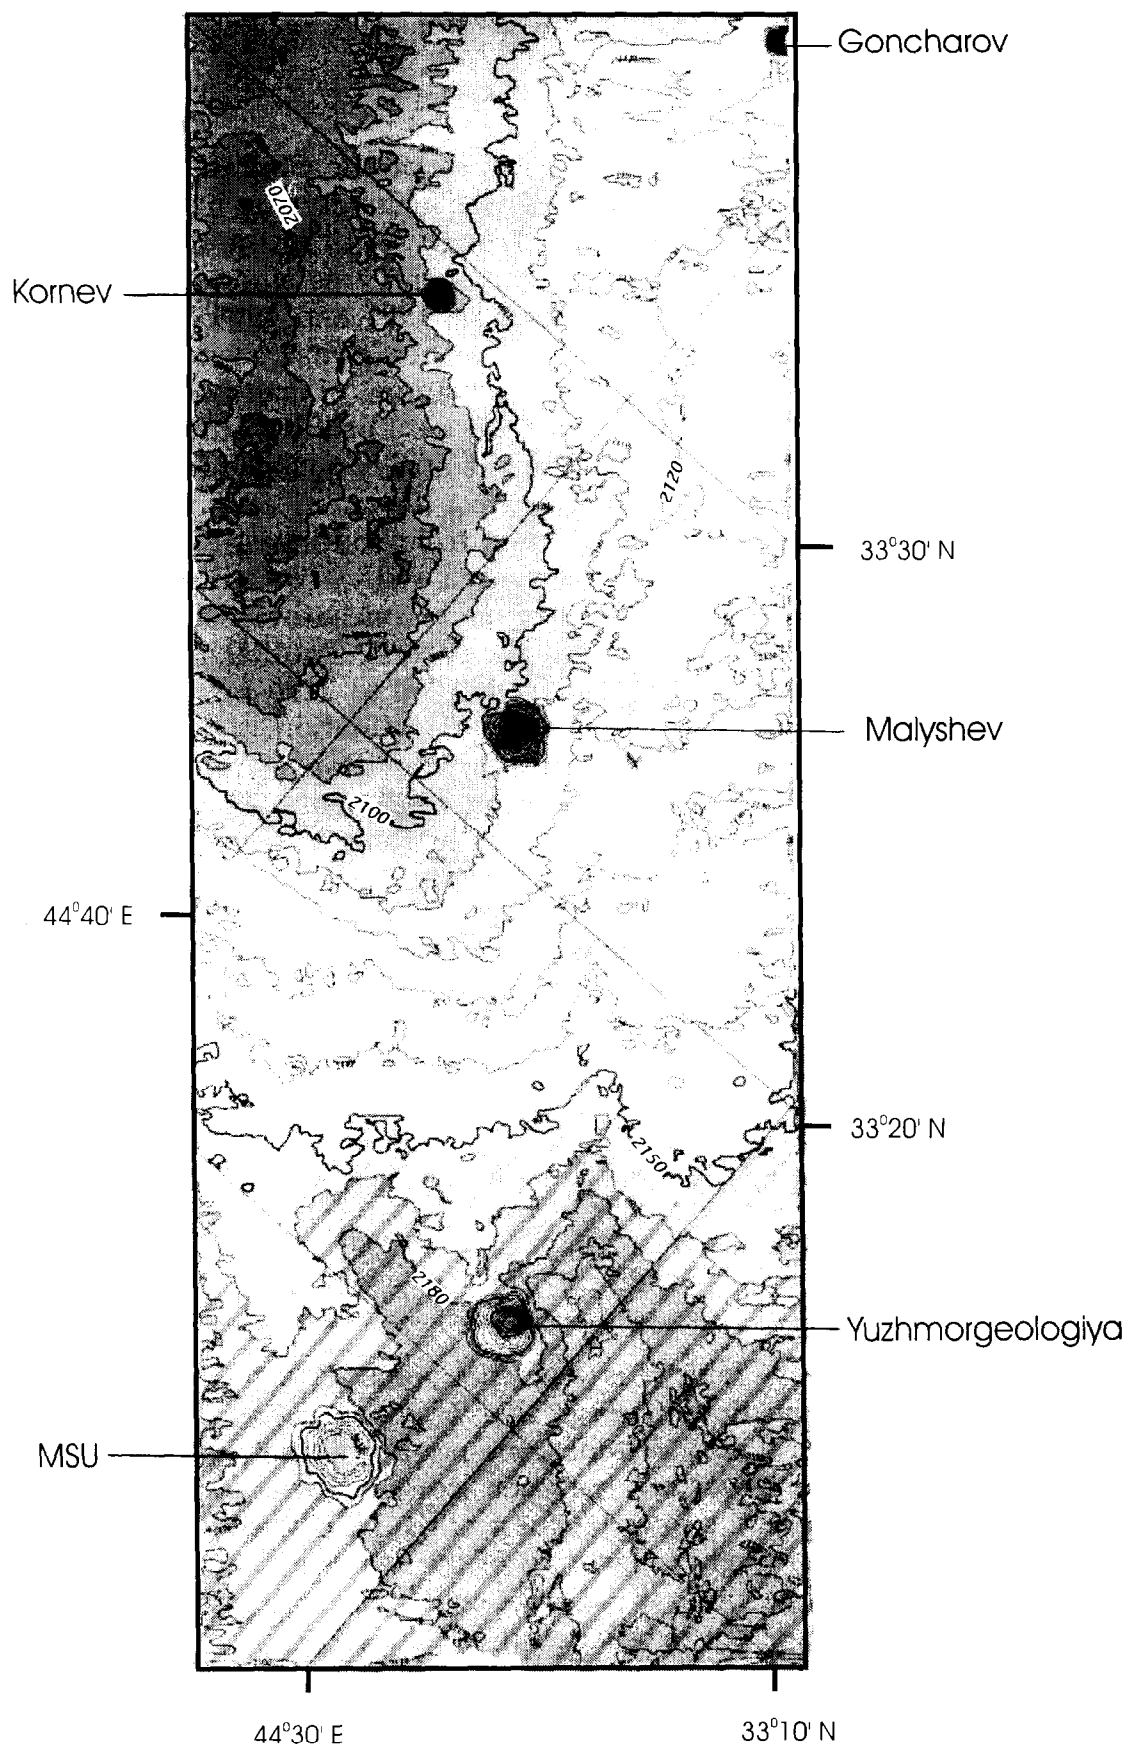 Goncharov
2070
Kornev
2120
33°30' N
Malyshev
2100
44°40' E
33°20' N
2150
2180
Yuzhmorgeologiya
MSU
44°30' E
33°10' N